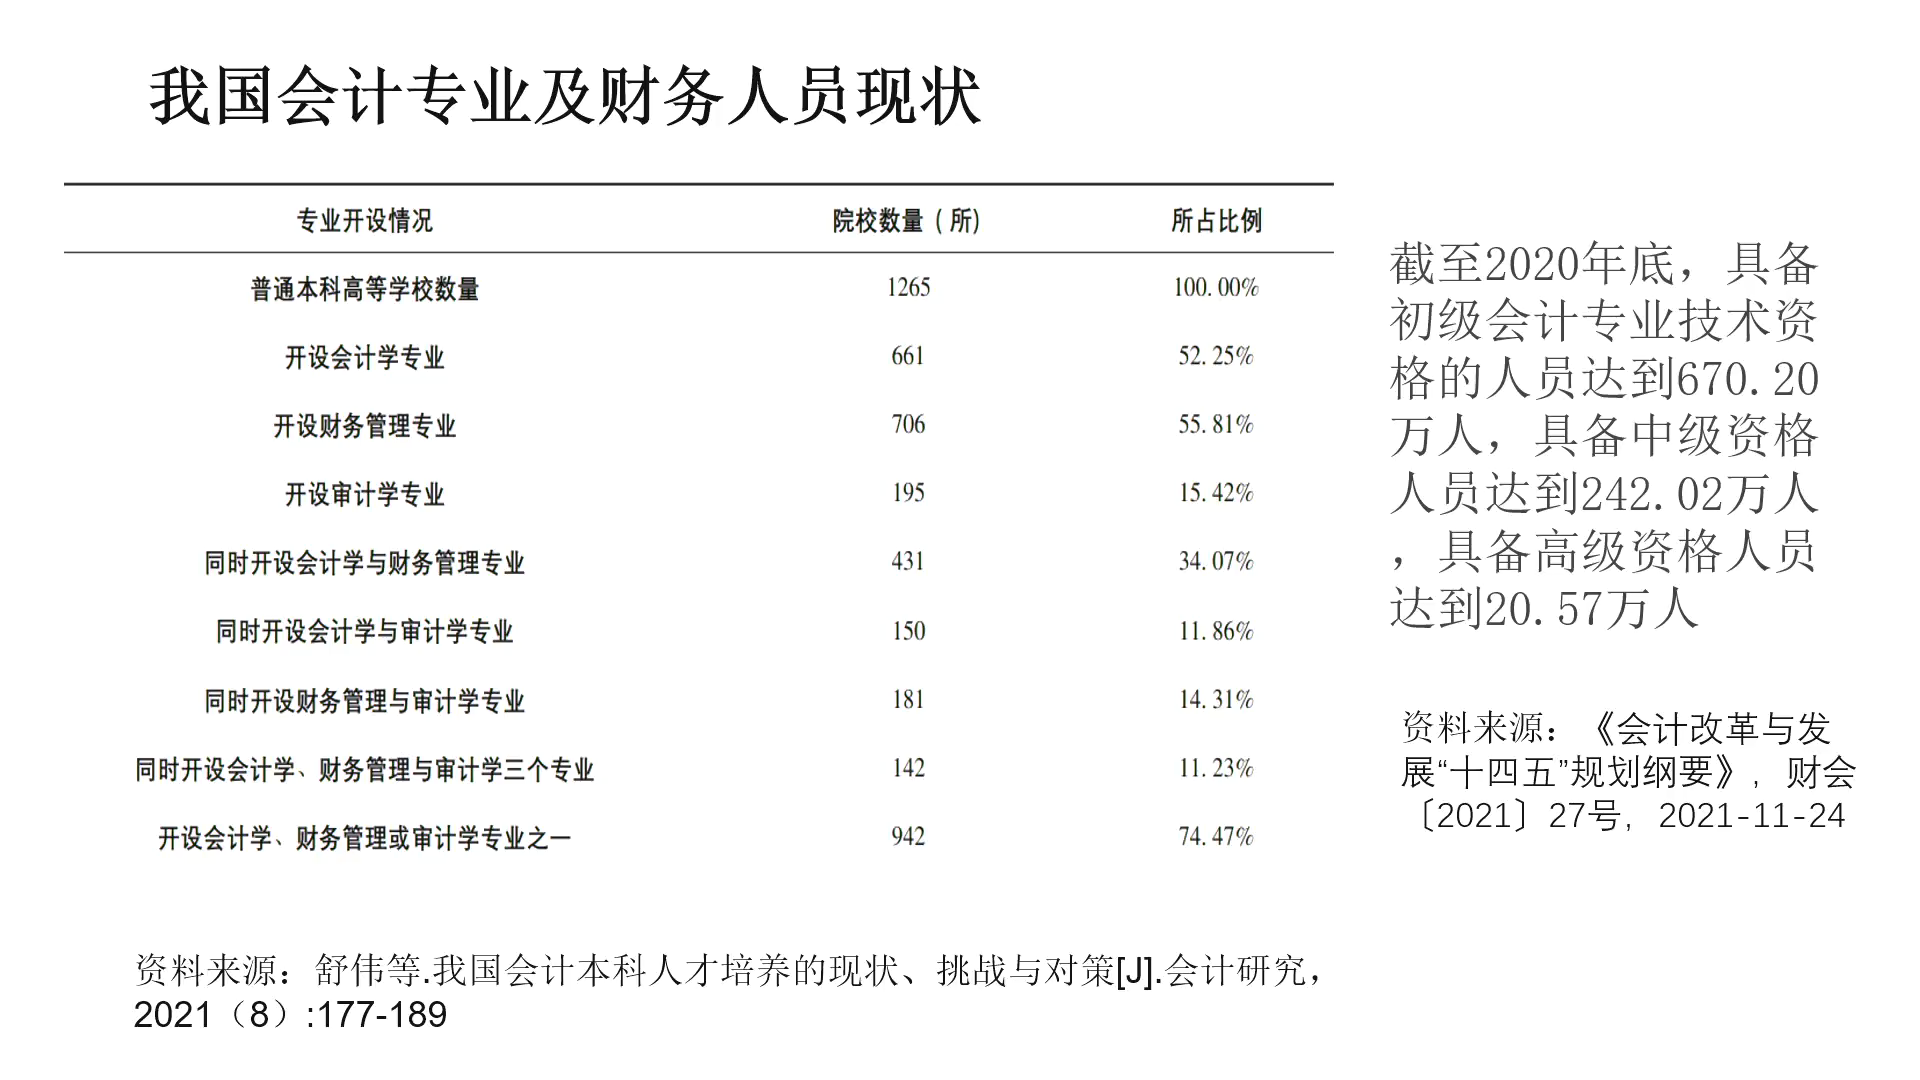 我国会计专业及财务人员现状
专业开设情况 院校数量（所） 所占比例
普通本科高等学校数量 1265 100.00%
开设会计学专业 661 52.25%
开设财务管理专业 706 55.81%
开设审计学专业 195 15.42%
同时开设会计学与财务管理专业 431 34.07%
同时开设会计学与审计学专业 150 11.86%
同时开设财务管理与审计学专业 181 14.31%
同时开设会计学、财务管理与审计学三个专业 142 11.23%
开设会计学、财务管理或审计学专业之一 942 74.47%
截至2020年底，具备
初级会计专业技术资
格的人员达到670.20
万人，具备中级资格
人员达到242.02万人
，具备高级资格人员
达到20.57万人
资料来源：《会计改革与发
展“十四五”规划纲要》，财会
〔2021〕27号，2021-11-24
资料来源：舒伟等.我国会计本科人才培养的现状、挑战与对策[J].会计研究，
2021（8）:177-189